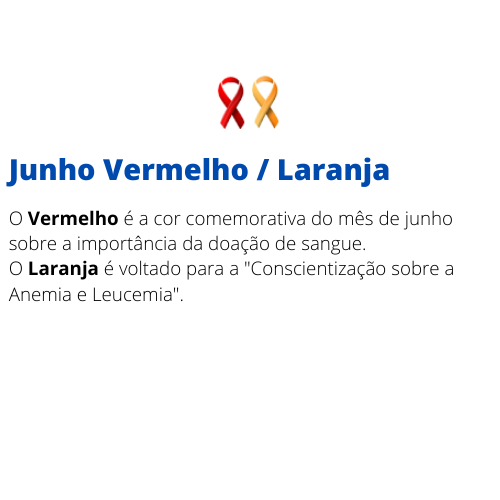 Junho Vermelho / Laranja
O Vermelho é a cor comemorativa do mês de junho
sobre a importância da doação de sangue.
O Laranja é voltado para a "Conscientização sobre a
Anemia e Leucemia".